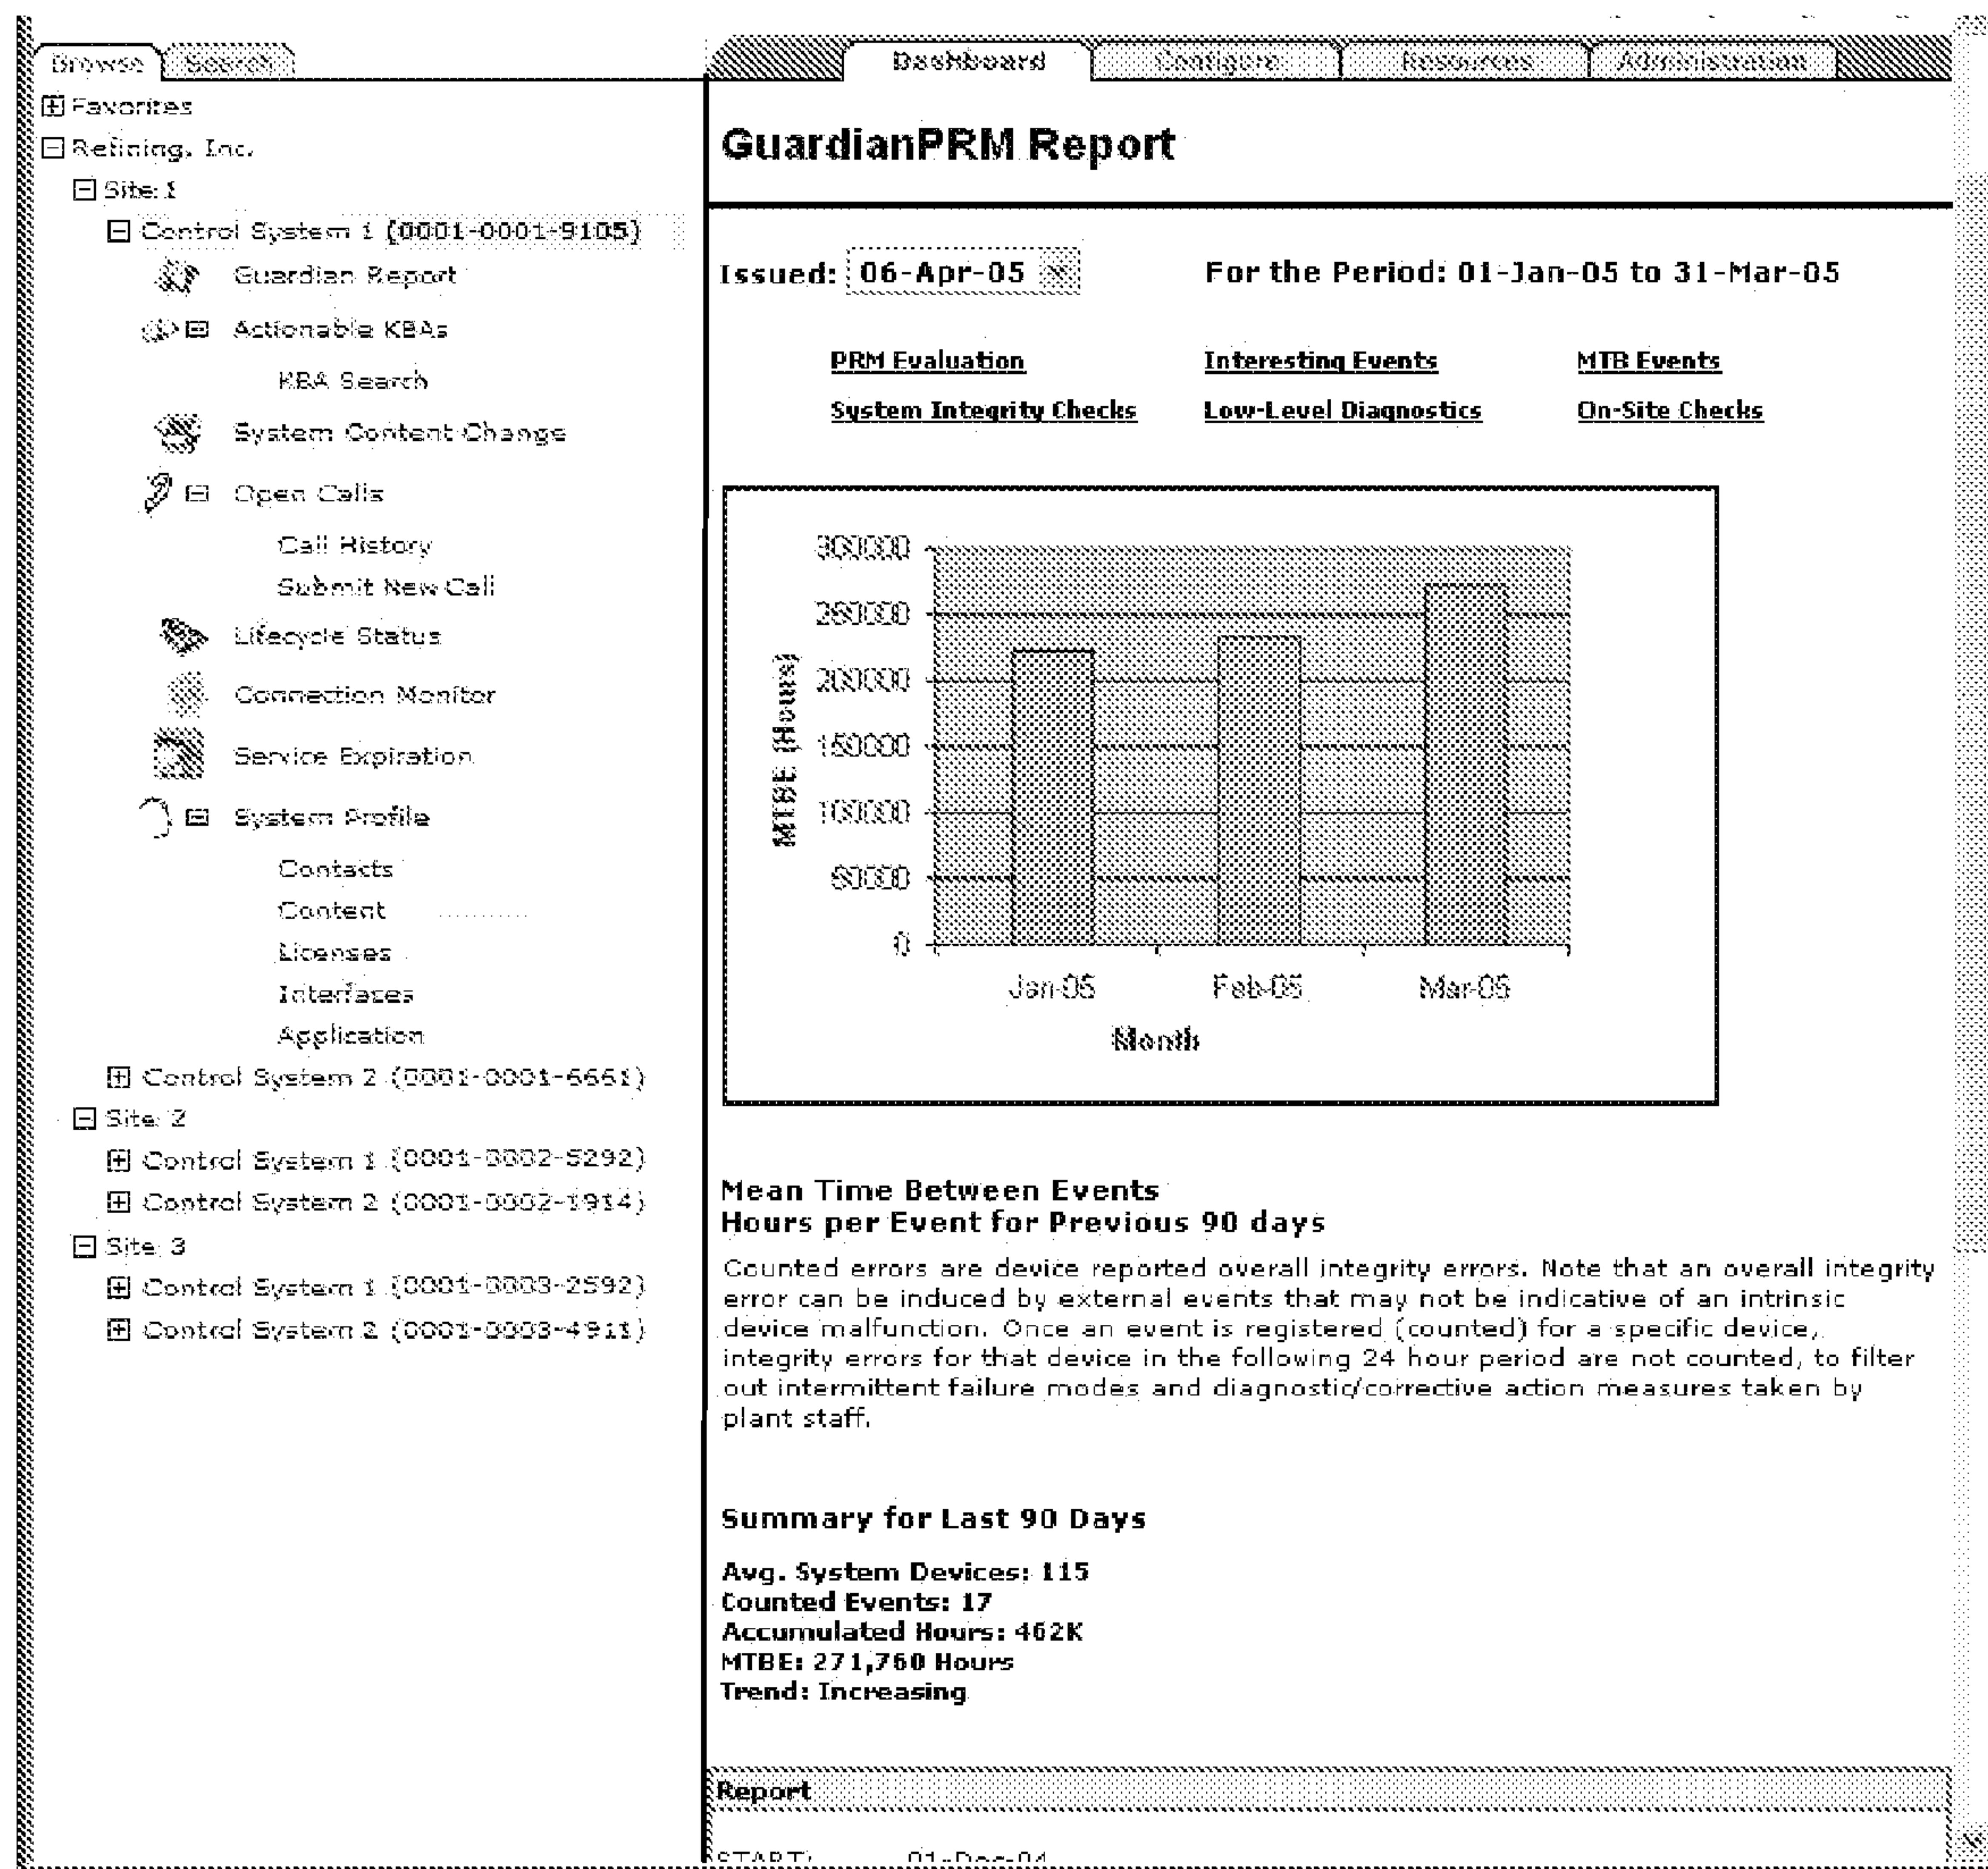 Browse Search
Favorites
Refining, Inc.
Site 1
Control System 1 (0001-0001-9105)
Guardian Report
Actionable KBAs
KBA Search
System Content Change
Open Calls
Call History
Submit New Call
Lifecycle Status
Connection Monitor
Service Expiration
System Profile
Contacts
Content
Licenses
Interfaces
Application
Control System 2 (0001-0001-6661)
Site 2
Control System 1 (0001-0002-5292)
Control System 2 (0001-0002-1914)
Site 3
Control System 1 (0001-0003-2592)
Control System 2 (0001-0003-4911)
Dashboard Configure Resources Administration
GuardianPRM Report
Issued: 06-Apr-05 For the Period: 01-Jan-05 to 31-Mar-05
PRM Evaluation Interesting Events MTB Events
System Integrity Checks Low-Level Diagnostics On-Site Checks
300000
250000
200000
150000
100000
50000
0
MTBE (Hours)
Jan-05 Feb-05 Mar-05
Month
Mean Time Between Events
Hours per Event for Previous 90 days
Counted errors are device reported overall integrity errors. Note that an overall integrity
error can be induced by external events that may not be indicative of an intrinsic
device malfunction. Once an event is registered (counted) for a specific device,
integrity errors for that device in the following 24 hour period are not counted, to filter
out intermittent failure modes and diagnostic/corrective action measures taken by
plant staff.
Summary for Last 90 Days
Avg. System Devices: 115
Counted Events: 17
Accumulated Hours: 462K
MTBE: 271,760 Hours
Trend: Increasing
Report
START: 01-Dec-04